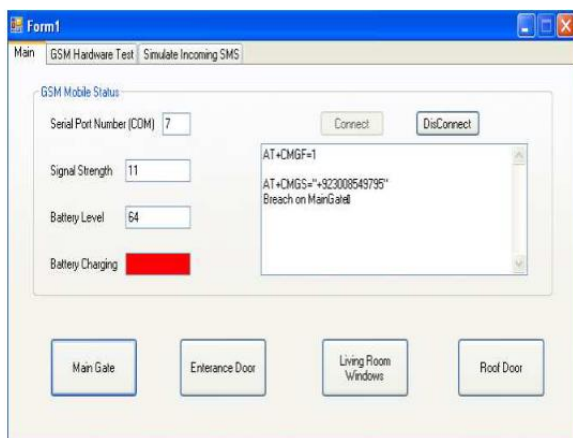 Form1
Main GSM Hardware Test Simulate Incoming SMS
GSM Mobile Status
Serial Port Number (COM) 7
Connect DisConnect
AT+CMGF=1
Signal Strength 11
AT+CMGS="+923008549795"
Breach on MainGate
Battery Level 64
Battery Charging
Main Gate Enterance Door Living Room Windows Roof Door